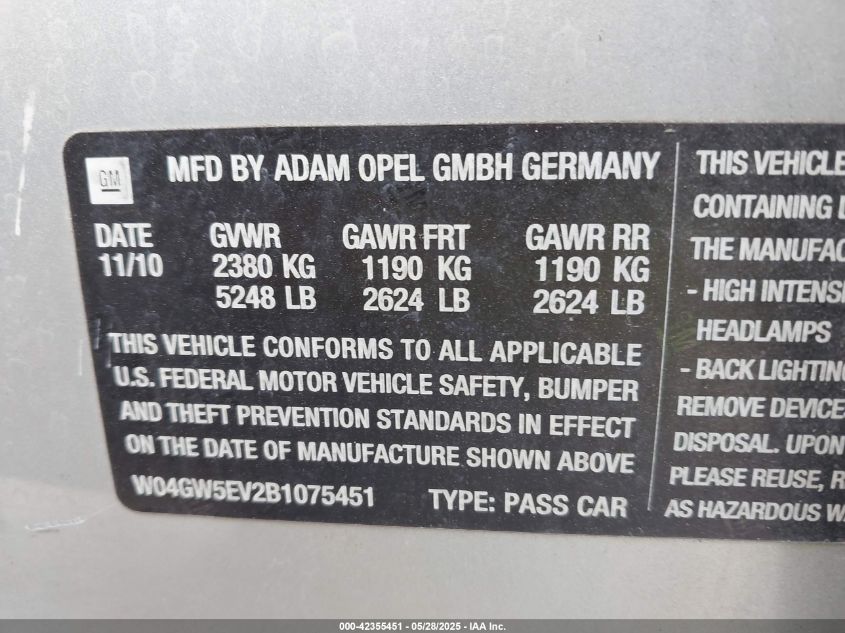 GM
MFD BY ADAM OPEL GMBH GERMANY
DATE GVWR GAWR FRT GAWR RR
11/10 2380 KG 1190 KG 1190 KG
5248 LB 2624 LB 2624 LB
THIS VEHICLE CONFORMS TO ALL APPLICABLE
U.S. FEDERAL MOTOR VEHICLE SAFETY, BUMPER
AND THEFT PREVENTION STANDARDS IN EFFECT
ON THE DATE OF MANUFACTURE SHOWN ABOVE
W04GW5EV2B1075451 TYPE: PASS CAR
THIS VEHICLE
CONTAINING
THE MANUFAC
- HIGH INTENSI
HEADLAMPS
- BACK LIGHTING
REMOVE DEVICE
DISPOSAL. UPON
PLEASE REUSE, R
AS HAZARDOUS W
000-42355451 - 05/28/2025 - IAA Inc.